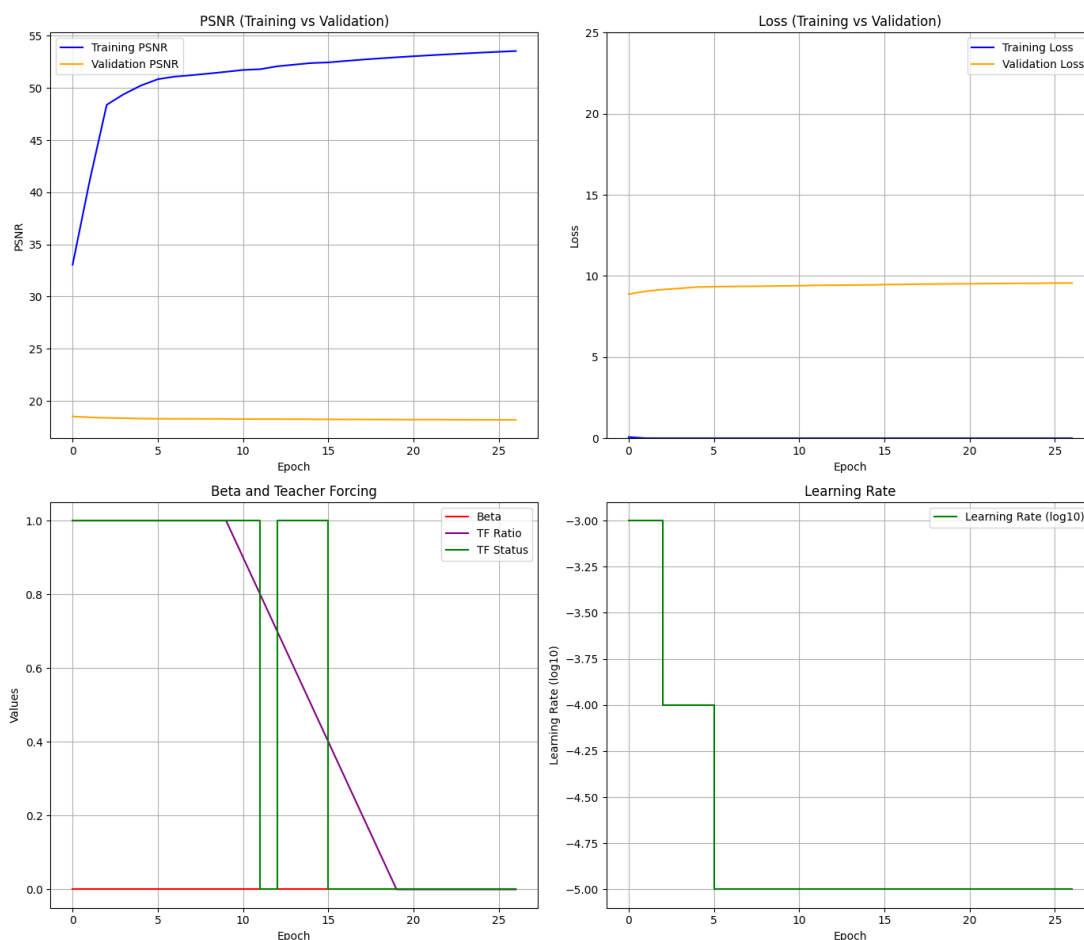 PSNR (Training vs Validation)
Training PSNR
Validation PSNR
55
50
45
40
35
30
25
20
PSNR
0 5 10 15 20 25
Epoch
Loss (Training vs Validation)
Training Loss
Validation Loss
25
20
15
10
5
0
Loss
0 5 10 15 20 25
Epoch
Beta and Teacher Forcing
Beta
TF Ratio
TF Status
1.0
0.8
0.6
0.4
0.2
0.0
Values
0 5 10 15 20 25
Epoch
Learning Rate
Learning Rate (log10)
−3.00
−3.25
−3.50
−3.75
−4.00
−4.25
−4.50
−4.75
−5.00
Learning Rate (log10)
0 5 10 15 20 25
Epoch